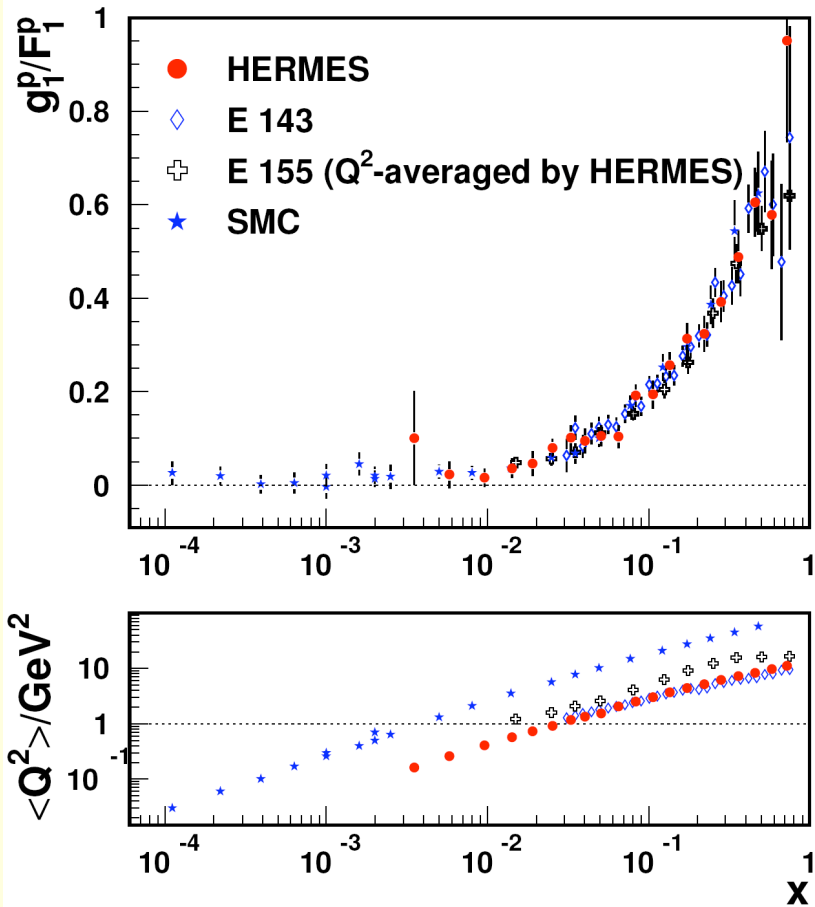 g₁ᵖ/F₁ᵖ
1
0.8
0.6
0.4
0.2
0
HERMES
E 143
E 155 (Q²-averaged by HERMES)
SMC
10⁻⁴ 10⁻³ 10⁻² 10⁻¹ 1
<Q²>/GeV²
10
1
10⁻¹
10⁻⁴ 10⁻³ 10⁻² 10⁻¹ 1
x